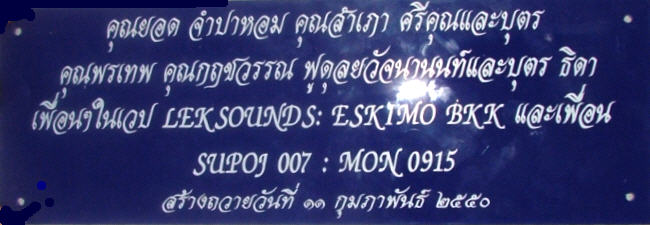 คุณยอด จำปาหอม คุณสำเภา ศรีคุณและบุตร
คุณพรเทพ คุณกฤชวรรณ ฟูดุลยวัจนานนท์และบุตร ธิดา
เพื่อนๆในเวป LEKSOUNDS: ESKIMO BKK และเพื่อน
SUPOJ 007 : MON 0915
สร้างถวายวันที่ ๑๑ กุมภาพันธ์ ๒๕๕๐